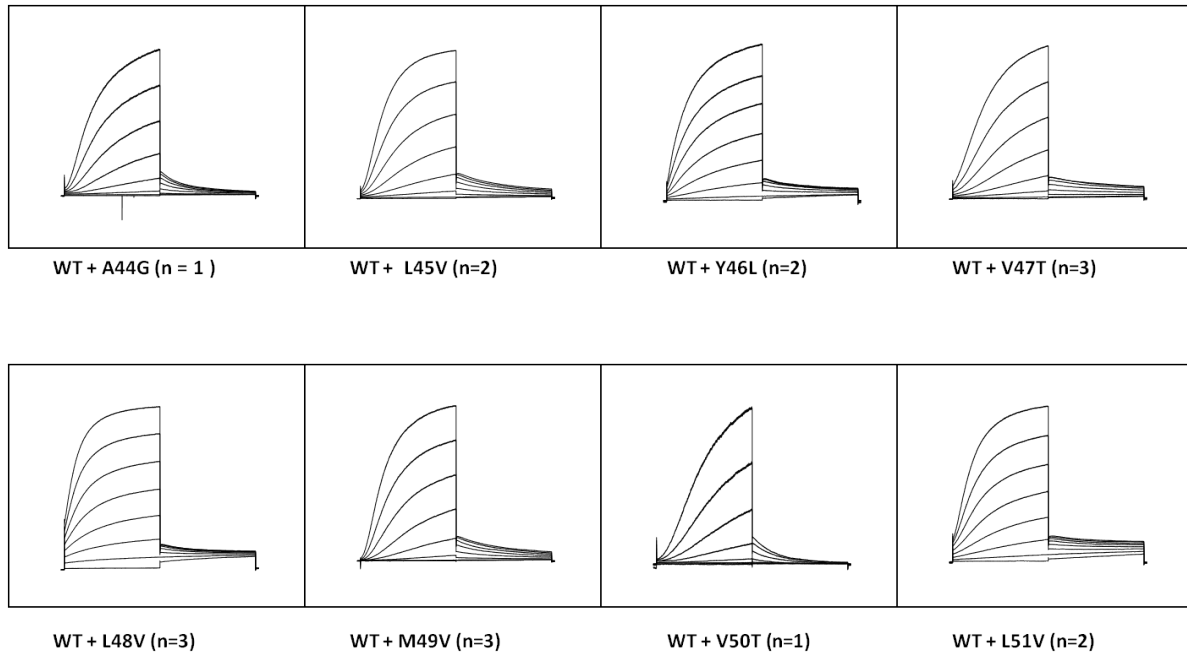 WT + A44G (n = 1 )
WT + L45V (n=2)
WT + Y46L (n=2)
WT + V47T (n=3)
WT + L48V (n=3)
WT + M49V (n=3)
WT + V50T (n=1)
WT + L51V (n=2)